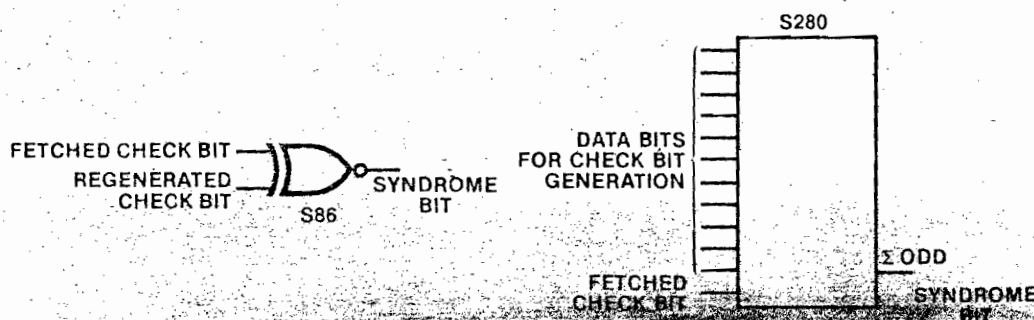 FETCHED CHECK BIT
REGENERATED
CHECK BIT
S86
SYNDROME
BIT
S280
DATA BITS
FOR CHECK BIT
GENERATION
FETCHED
CHECK BIT
Σ ODD
SYNDROME
BIT